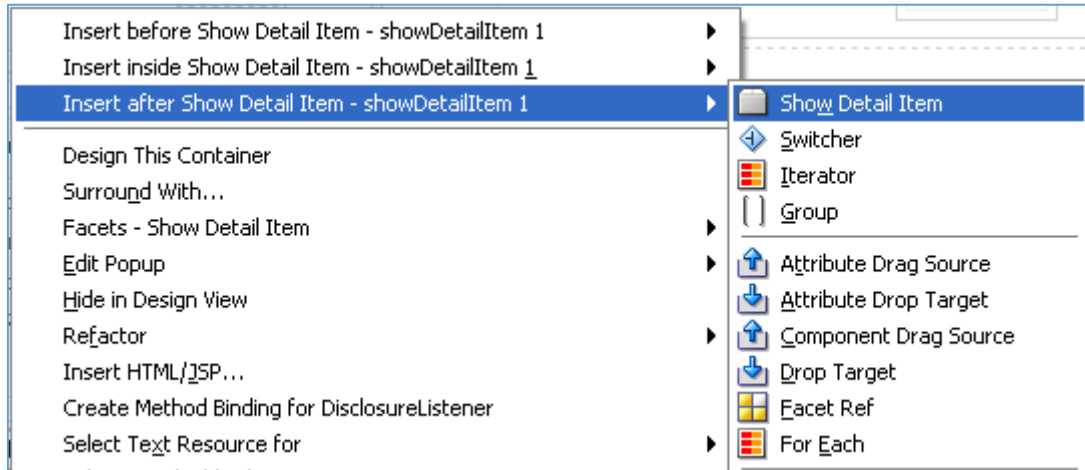 Insert before Show Detail Item - showDetailItem 1
Insert inside Show Detail Item - showDetailItem 1
Insert after Show Detail Item - showDetailItem 1
Design This Container
Surround With...
Facets - Show Detail Item
Edit Popup
Hide in Design View
Refactor
Insert HTML/JSP...
Create Method Binding for DisclosureListener
Select Text Resource for
Show Detail Item
Switcher
Iterator
Group
Attribute Drag Source
Attribute Drop Target
Component Drag Source
Drop Target
Facet Ref
For Each